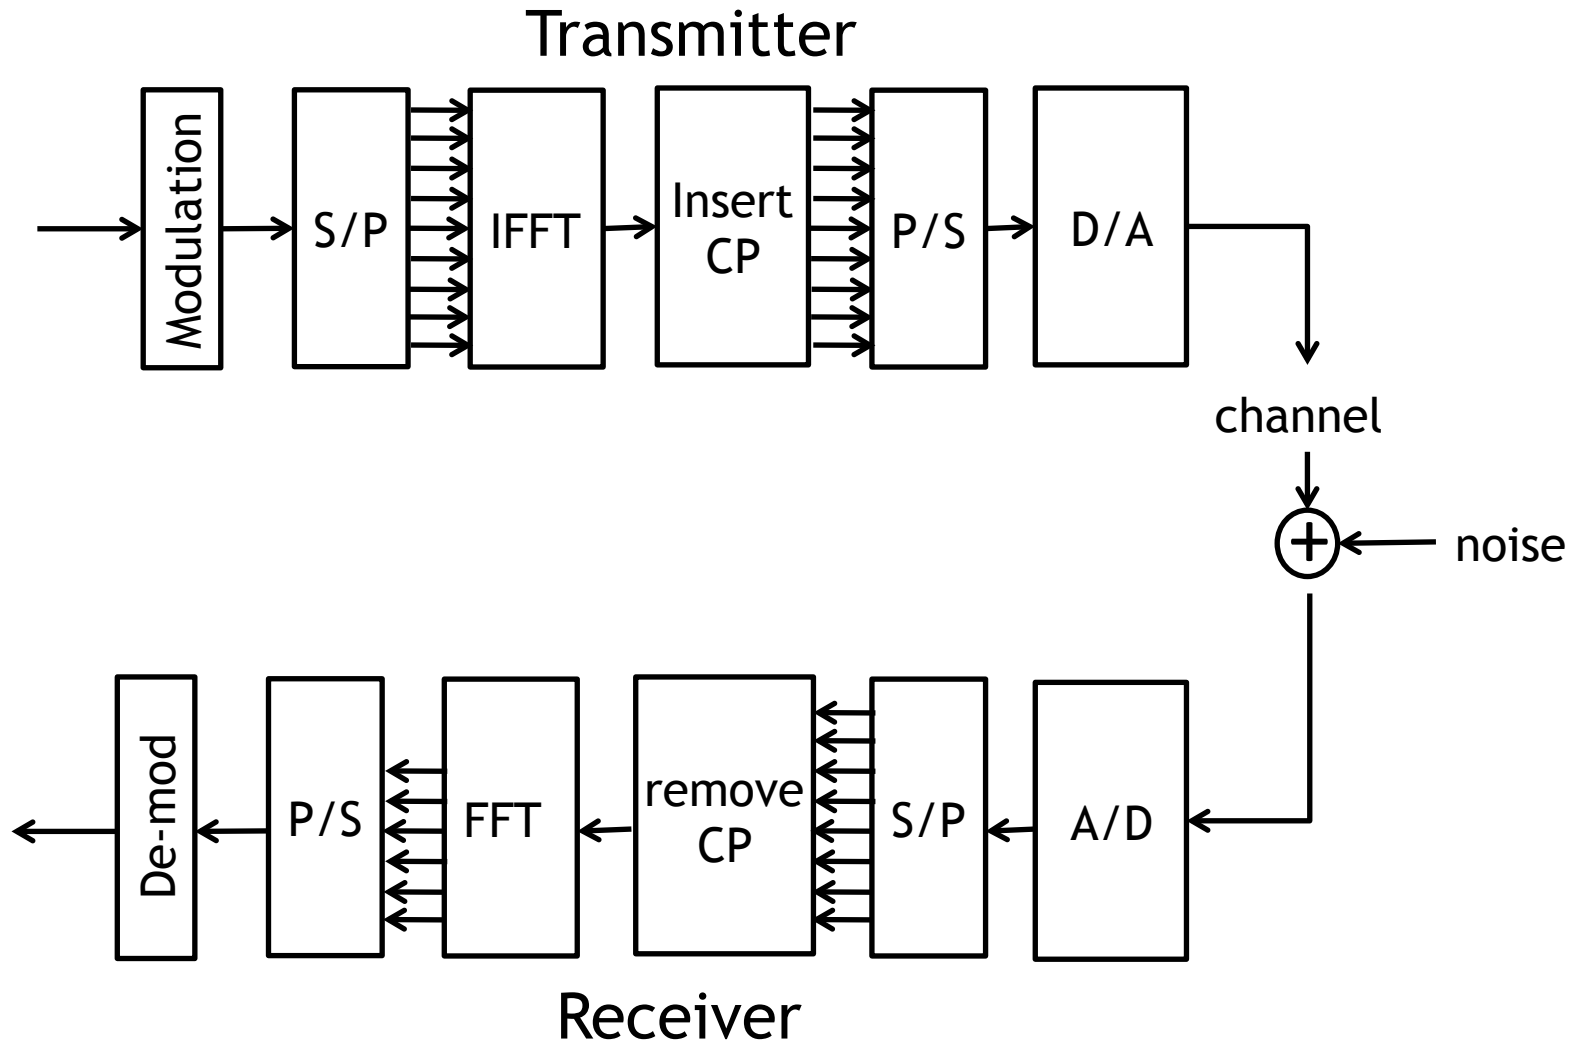 Transmitter
Modulation
S/P
IFFT
Insert
CP
P/S
D/A
channel
+
noise
De-mod
P/S
FFT
remove
CP
S/P
A/D
Receiver